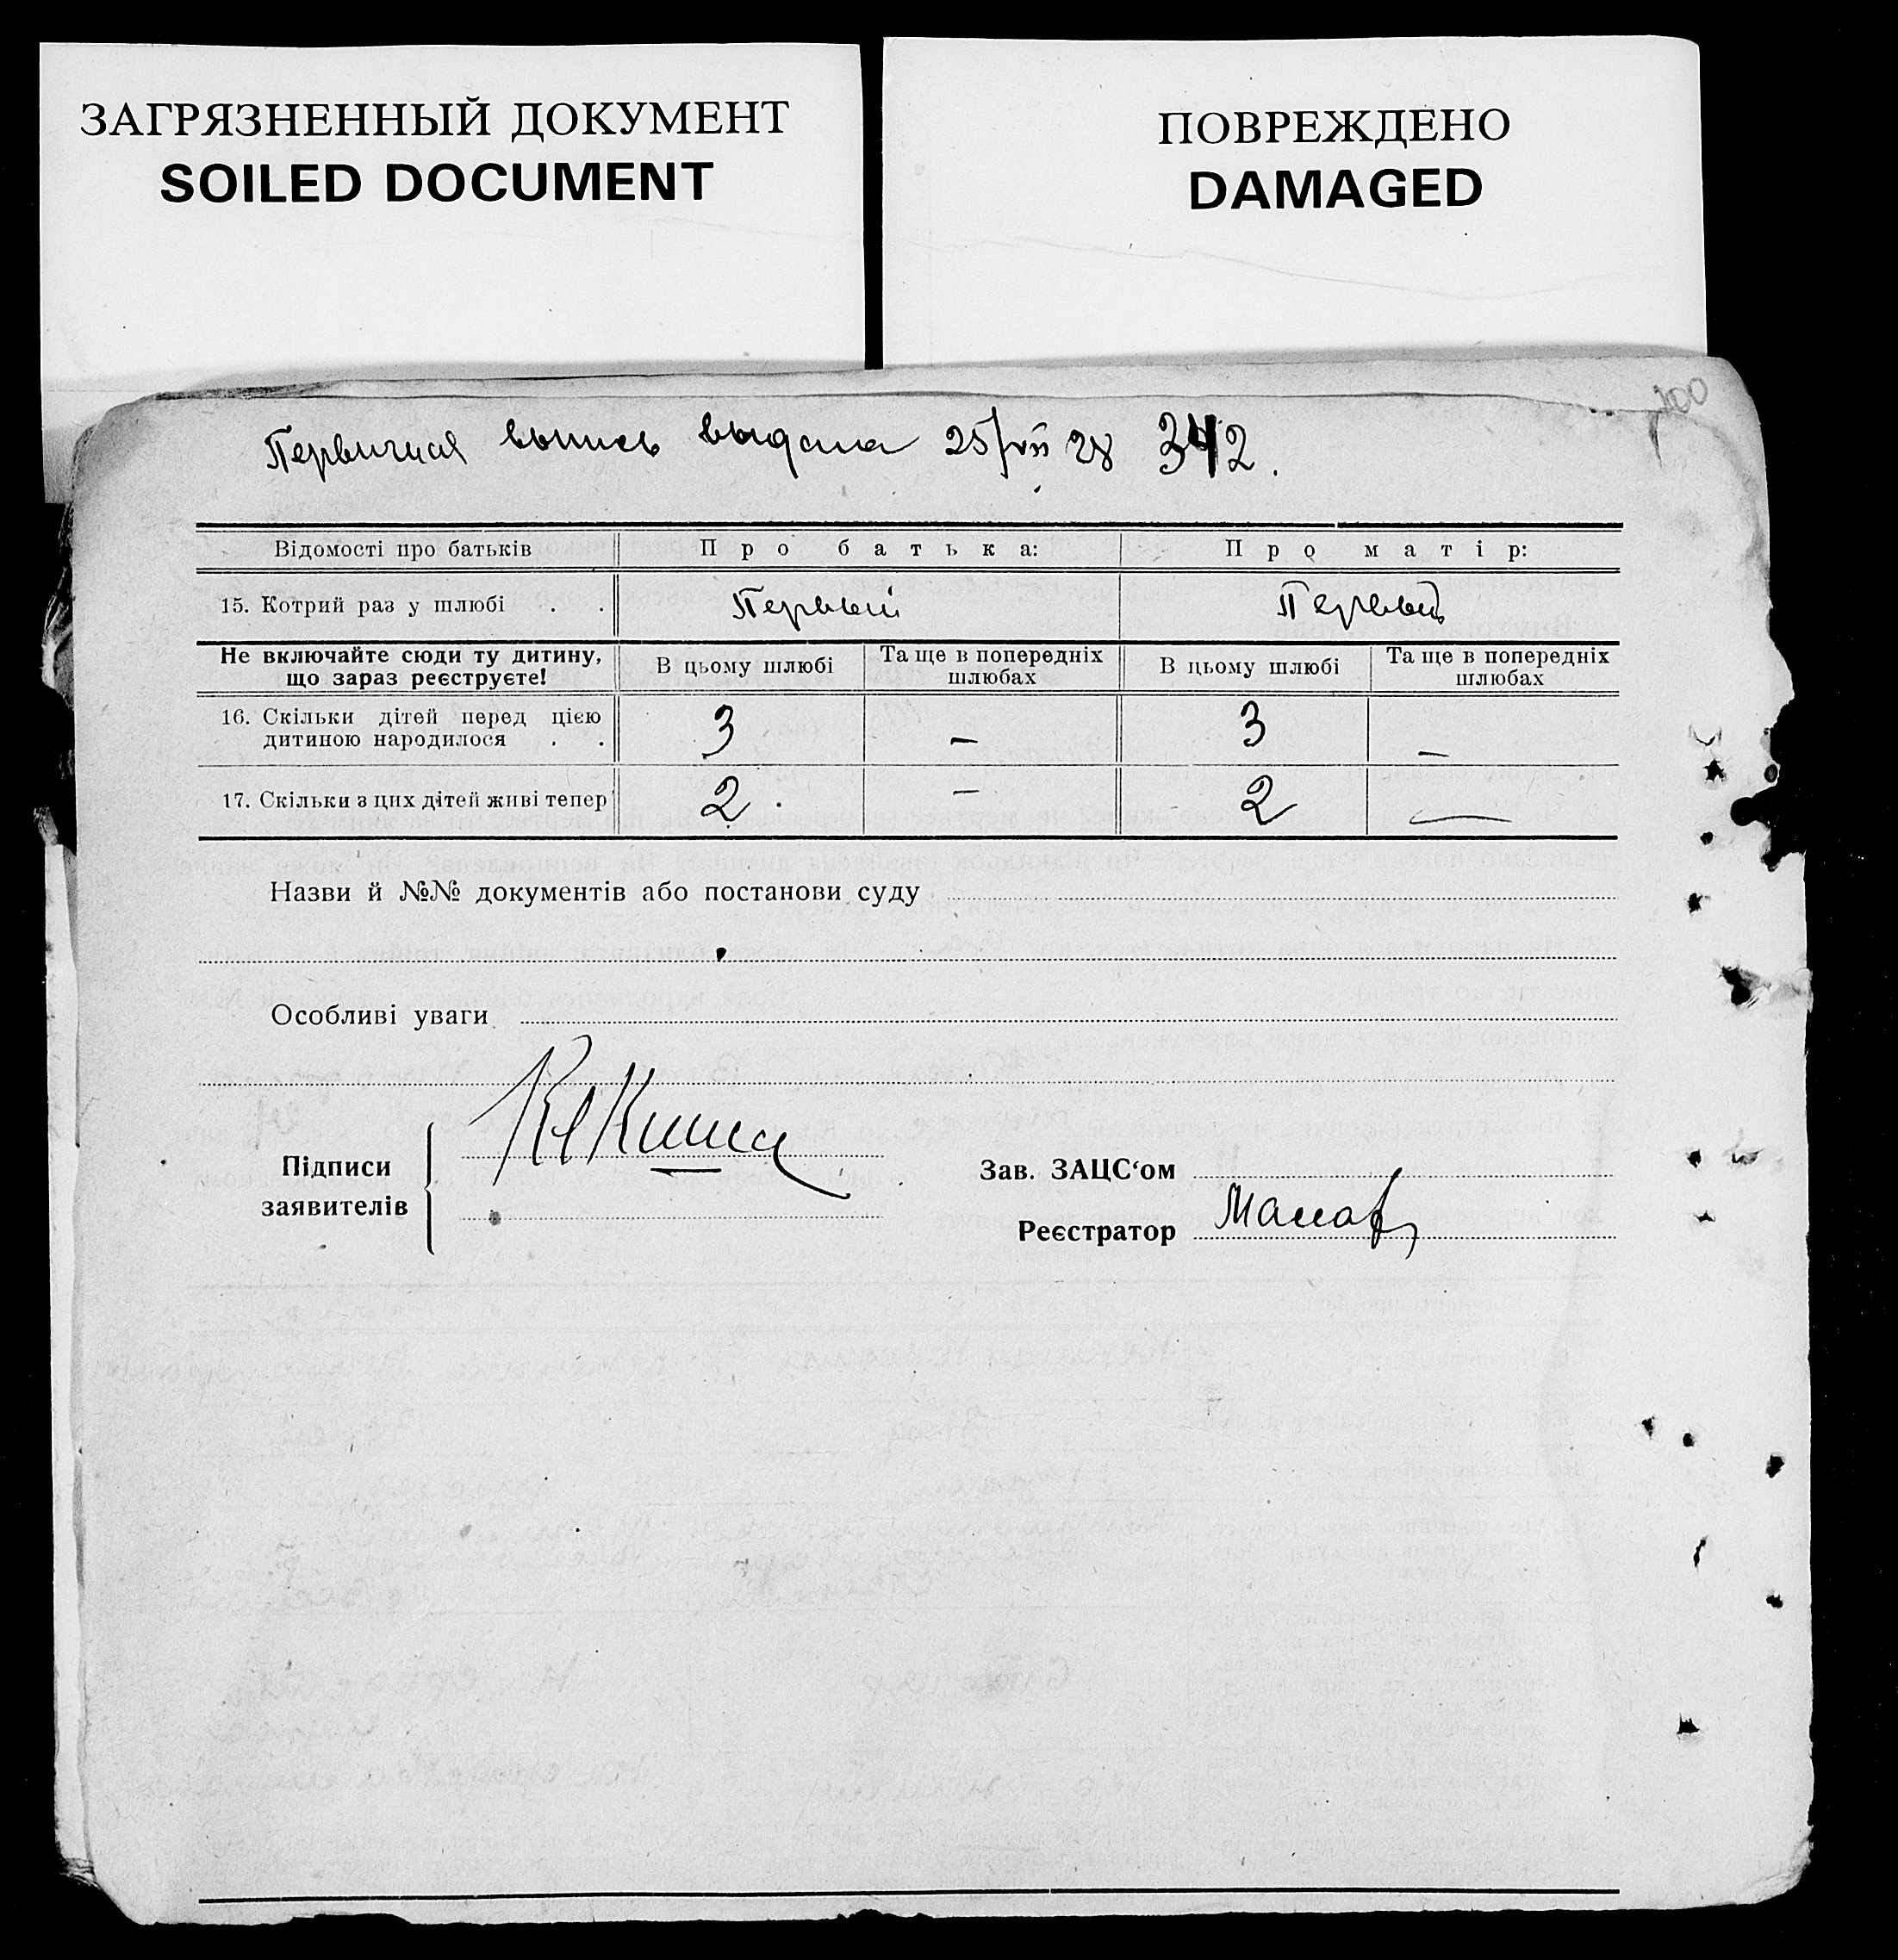 ЗАГРЯЗНЕННЫЙ ДОКУМЕНТ
SOILED DOCUMENT
ПОВРЕЖДЕНО
DAMAGED
100
Первичная выпись выдана 25/VII 28 342.
Відомості про батьків Про батька: Про матір:
15. Котрий раз у шлюбі . . Первый Первый
Не включайте сюди ту дитину, що зараз реєструєте! В цьому шлюбі Та ще в попередніх шлюбах В цьому шлюбі Та ще в попередніх шлюбах
16. Скільки дітей перед цією дитиною народилося . . 3 — 3 —
17. Скільки з цих дітей живі тепер 2 — 2 —
Назви й №№ документів або постанови суду
Особливі уваги
Підписи заявителів
Зав. ЗАЦС‘ом
Реєстратор